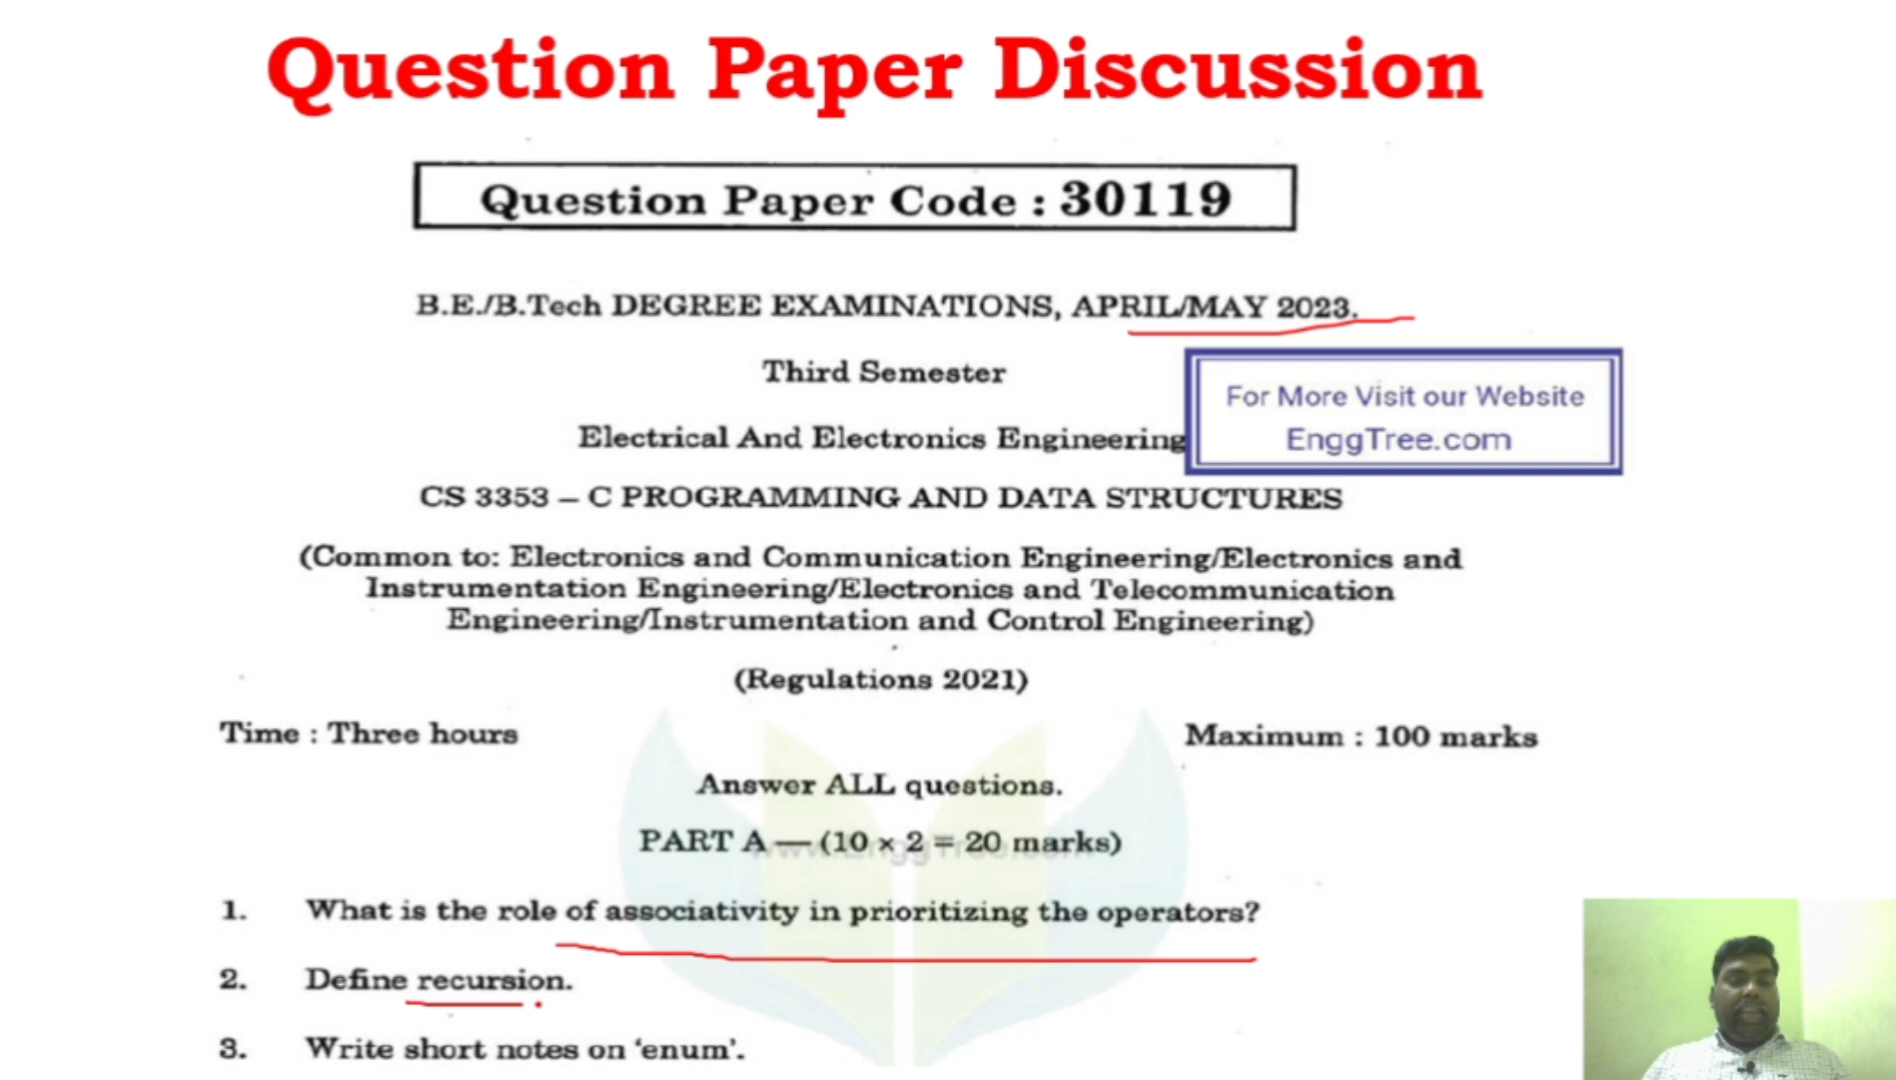 Question Paper Discussion
Question Paper Code : 30119
B.E./B.Tech DEGREE EXAMINATIONS, APRIL/MAY 2023.
Third Semester
For More Visit our Website
EnggTree.com
Electrical And Electronics Engineering
CS 3353 – C PROGRAMMING AND DATA STRUCTURES
(Common to: Electronics and Communication Engineering/Electronics and
Instrumentation Engineering/Electronics and Telecommunication
Engineering/Instrumentation and Control Engineering)
(Regulations 2021)
Time : Three hours
Maximum : 100 marks
Answer ALL questions.
PART A — (10 × 2 = 20 marks)
www.EnggTree.com
1. What is the role of associativity in prioritizing the operators?
2. Define recursion.
3. Write short notes on ‘enum’.